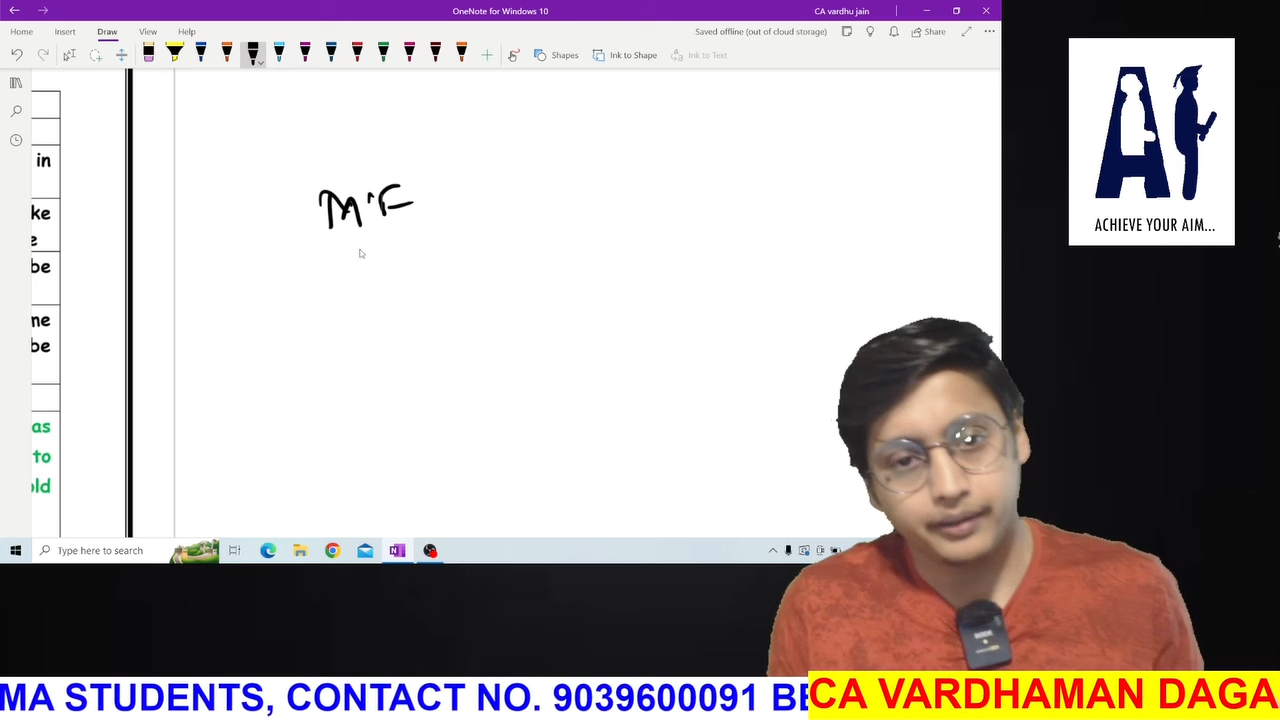 OneNote for Windows 10
CA vardhu jain
Home Insert Draw View Help
Saved offline (out of cloud storage)
Share
Shapes
Ink to Shape
Ink to Text
in
ke
e
be
me
be
as
to
old
M.F
ACHIEVE YOUR AIM...
Type here to search
MA STUDENTS, CONTACT NO. 9039600091 BE
CA VARDHAMAN DAGA